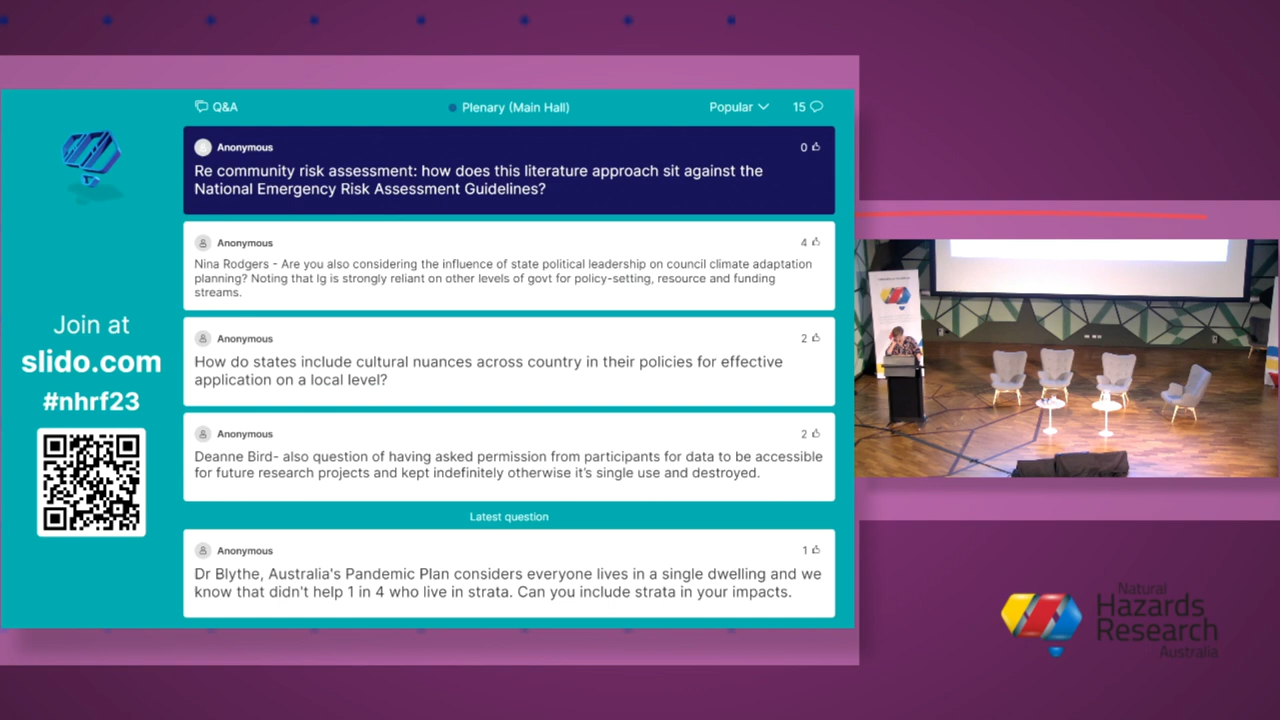 Q&A
Plenary (Main Hall)
Popular
15
Anonymous
0
Re community risk assessment: how does this literature approach sit against the
National Emergency Risk Assessment Guidelines?
Anonymous
4
Nina Rodgers - Are you also considering the influence of state political leadership on council climate adaptation
planning? Noting that lg is strongly reliant on other levels of govt for policy-setting, resource and funding
streams.
Join at
slido.com
#nhrf23
Anonymous
2
How do states include cultural nuances across country in their policies for effective
application on a local level?
Anonymous
2
Deanne Bird- also question of having asked permission from participants for data to be accessible
for future research projects and kept indefinitely otherwise it's single use and destroyed.
Latest question
Anonymous
1
Dr Blythe, Australia's Pandemic Plan considers everyone lives in a single dwelling and we
know that didn't help 1 in 4 who live in strata. Can you include strata in your impacts.
Natural
Hazards
Research
Australia